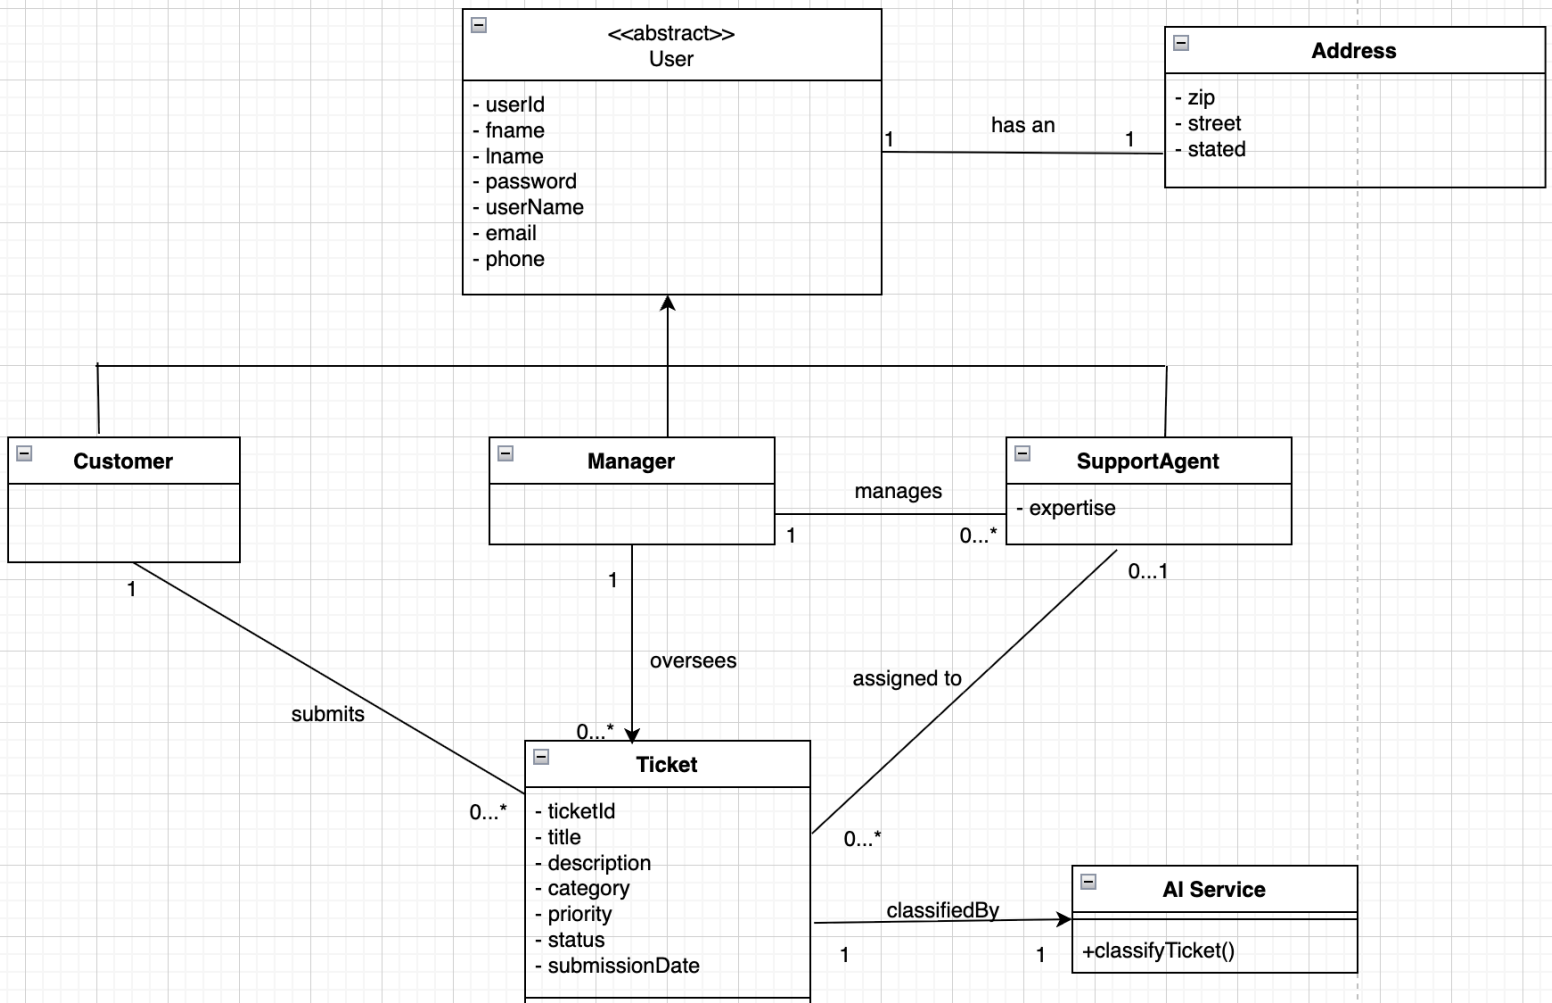 <<abstract>>
User
- userId
- fname
- lname
- password
- userName
- email
- phone
Address
- zip
- street
- stated
1
has an
1
Customer
Manager
SupportAgent
- expertise
manages
1
0...*
1
1
0...1
oversees
assigned to
submits
0...*
0...*
0...*
Ticket
- ticketId
- title
- description
- category
- priority
- status
- submissionDate
classifiedBy
1
1
AI Service
+classifyTicket()